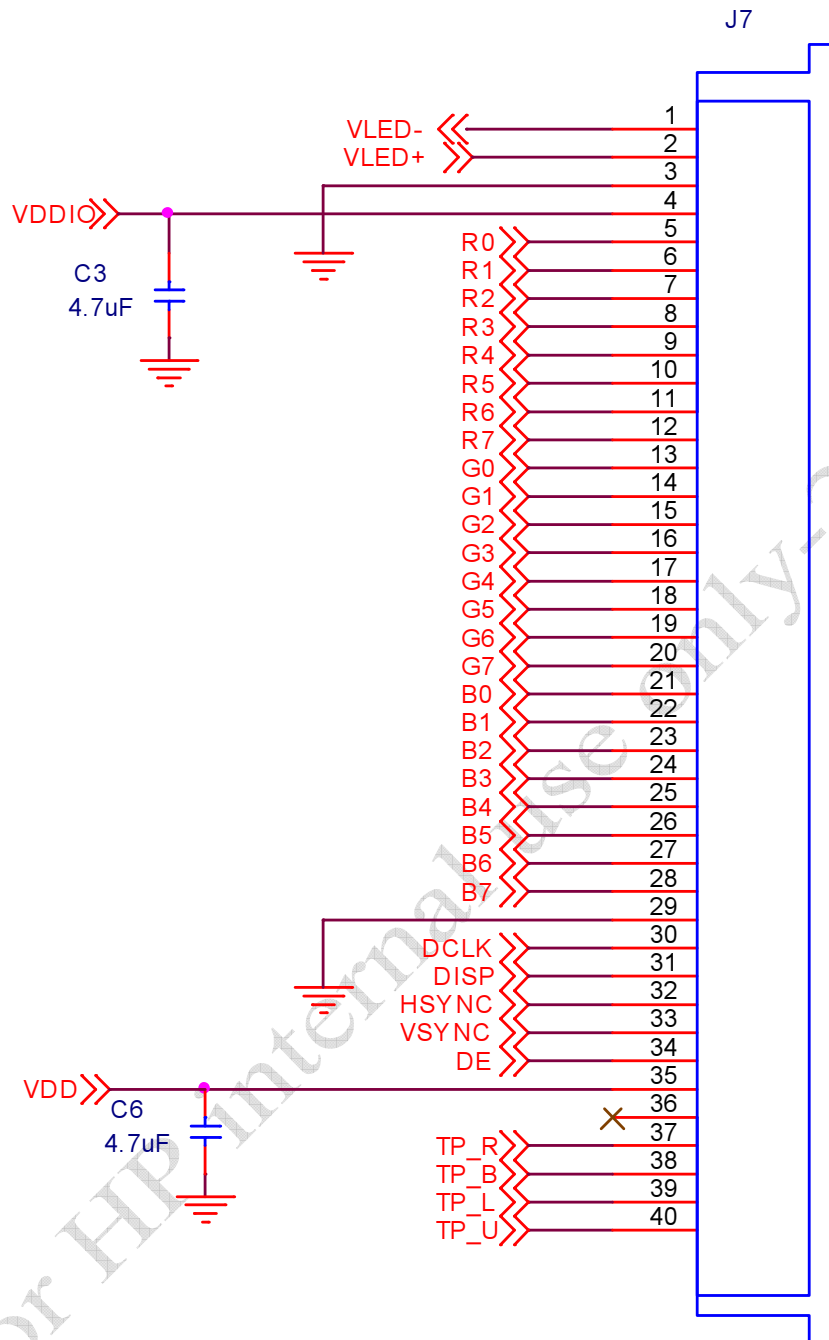 J7
VLED- 1
VLED+ 2
3
VDDIO 4
C3
4.7uF
R0 5
R1 6
R2 7
R3 8
R4 9
R5 10
R6 11
R7 12
G0 13
G1 14
G2 15
G3 16
G4 17
G5 18
G6 19
G7 20
B0 21
B1 22
B2 23
B3 24
B4 25
B5 26
B6 27
B7 28
29
DCLK 30
DISP 31
HSYNC 32
VSYNC 33
DE 34
VDD 35
C6
4.7uF
36
TP_R 37
TP_B 38
TP_L 39
TP_U 40
or HP internal use only-